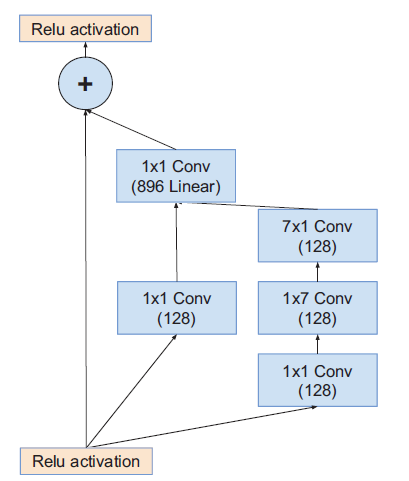 Relu activation
+
1x1 Conv
(896 Linear)
7x1 Conv
(128)
1x1 Conv
(128)
1x7 Conv
(128)
1x1 Conv
(128)
Relu activation